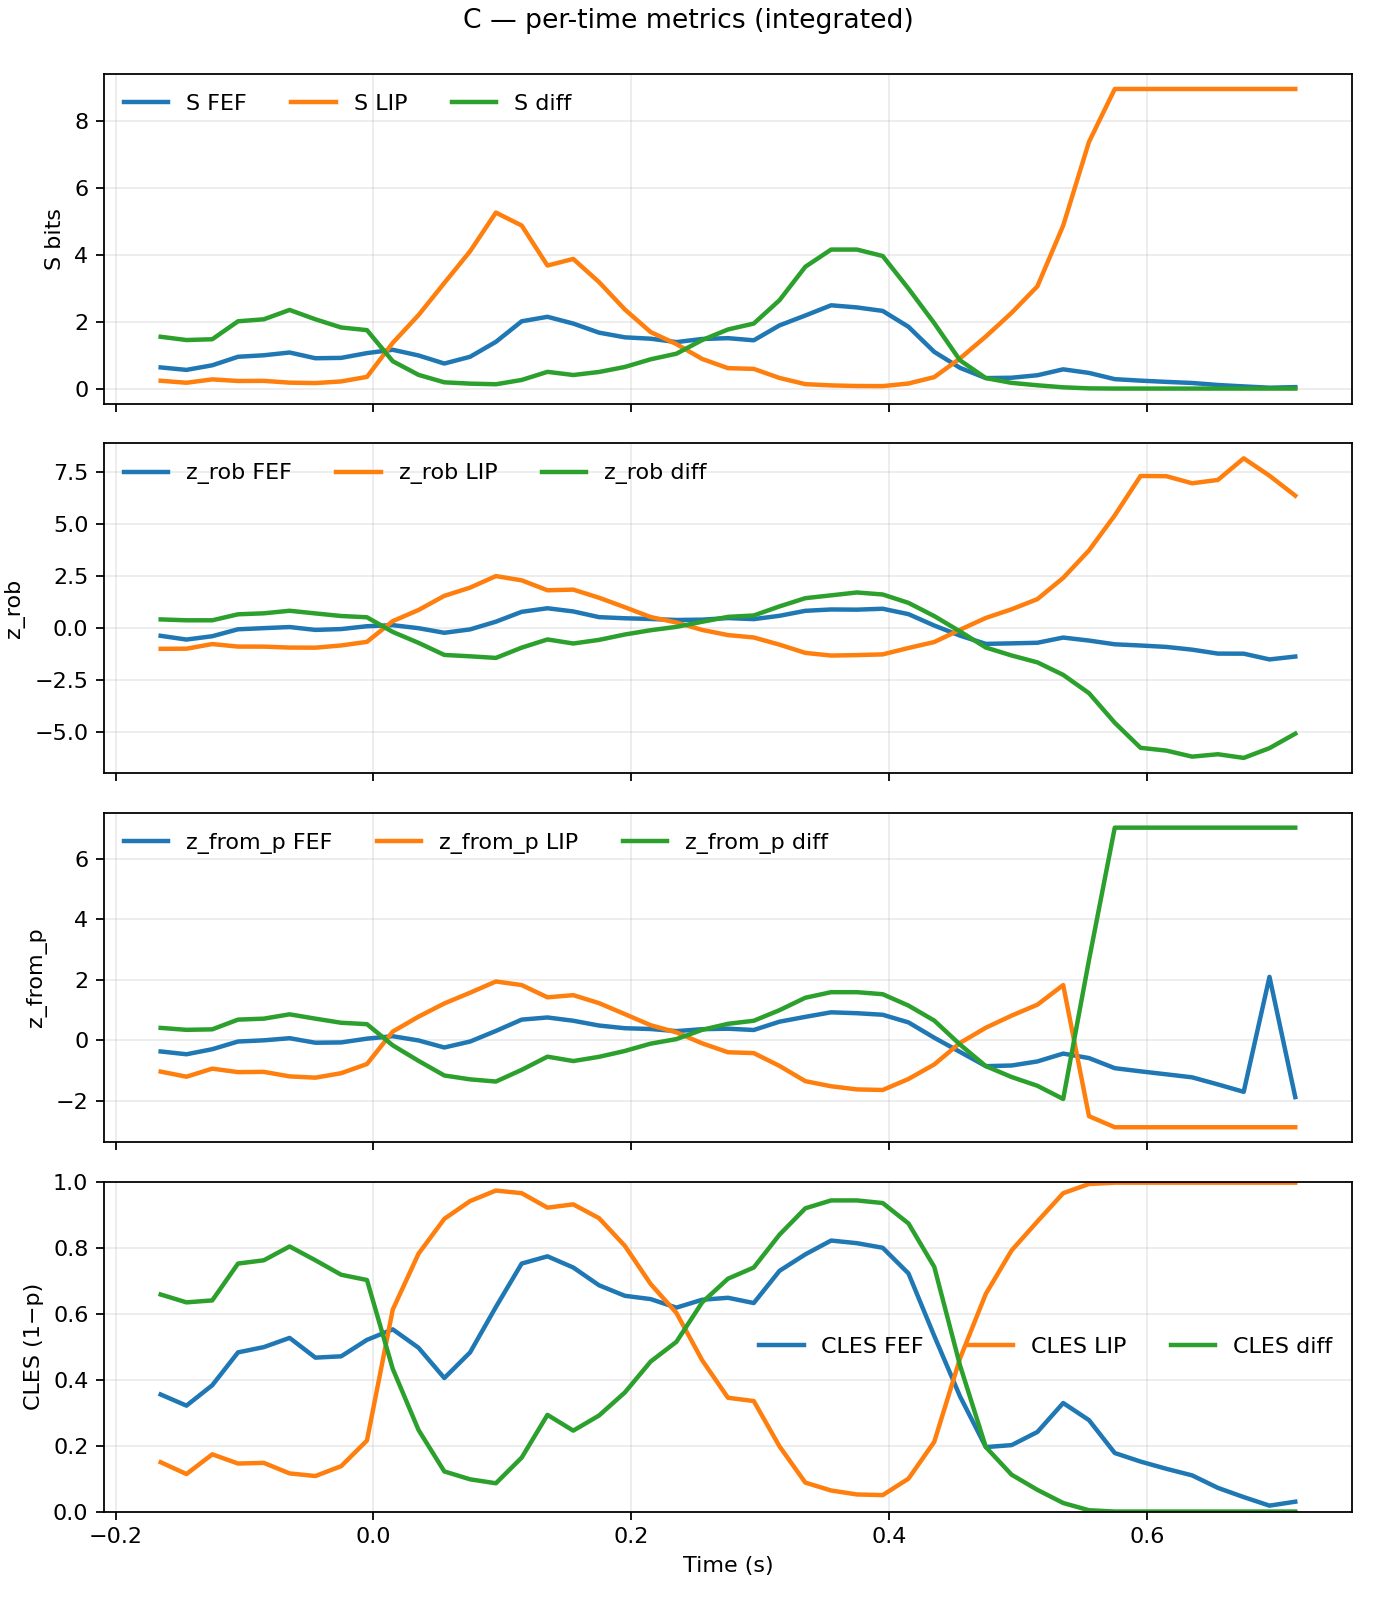 C — per-time metrics (integrated)
S FEF S LIP S diff
8
6
4
2
0
S bits
z_rob FEF z_rob LIP z_rob diff
7.5
5.0
2.5
0.0
−2.5
−5.0
z_rob
z_from_p FEF z_from_p LIP z_from_p diff
6
4
2
0
−2
z_from_p
1.0
0.8
0.6
0.4
0.2
0.0
CLES (1−p)
CLES FEF CLES LIP CLES diff
−0.2 0.0 0.2 0.4 0.6
Time (s)